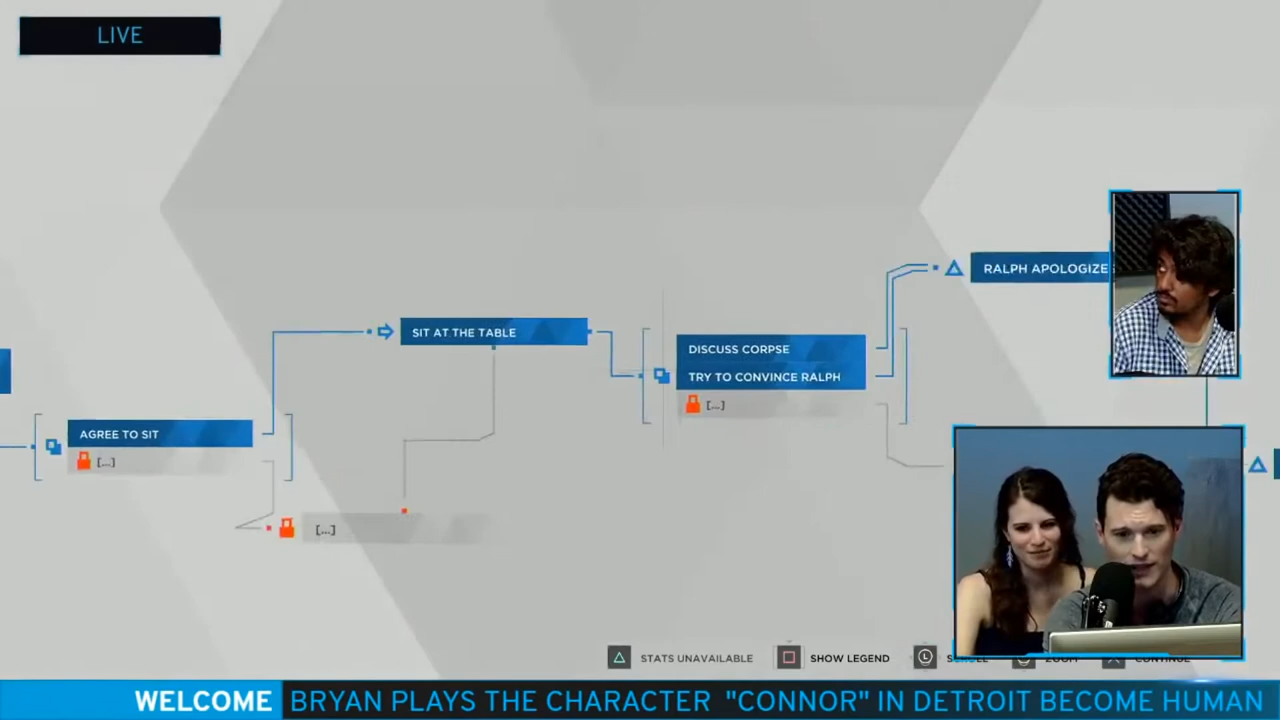 LIVE
RALPH APOLOGIZE
SIT AT THE TABLE
DISCUSS CORPSE
TRY TO CONVINCE RALPH
[...]
AGREE TO SIT
[...]
[...]
STATS UNAVAILABLE
SHOW LEGEND
WELCOME BRYAN PLAYS THE CHARACTER "CONNOR" IN DETROIT BECOME HUMAN